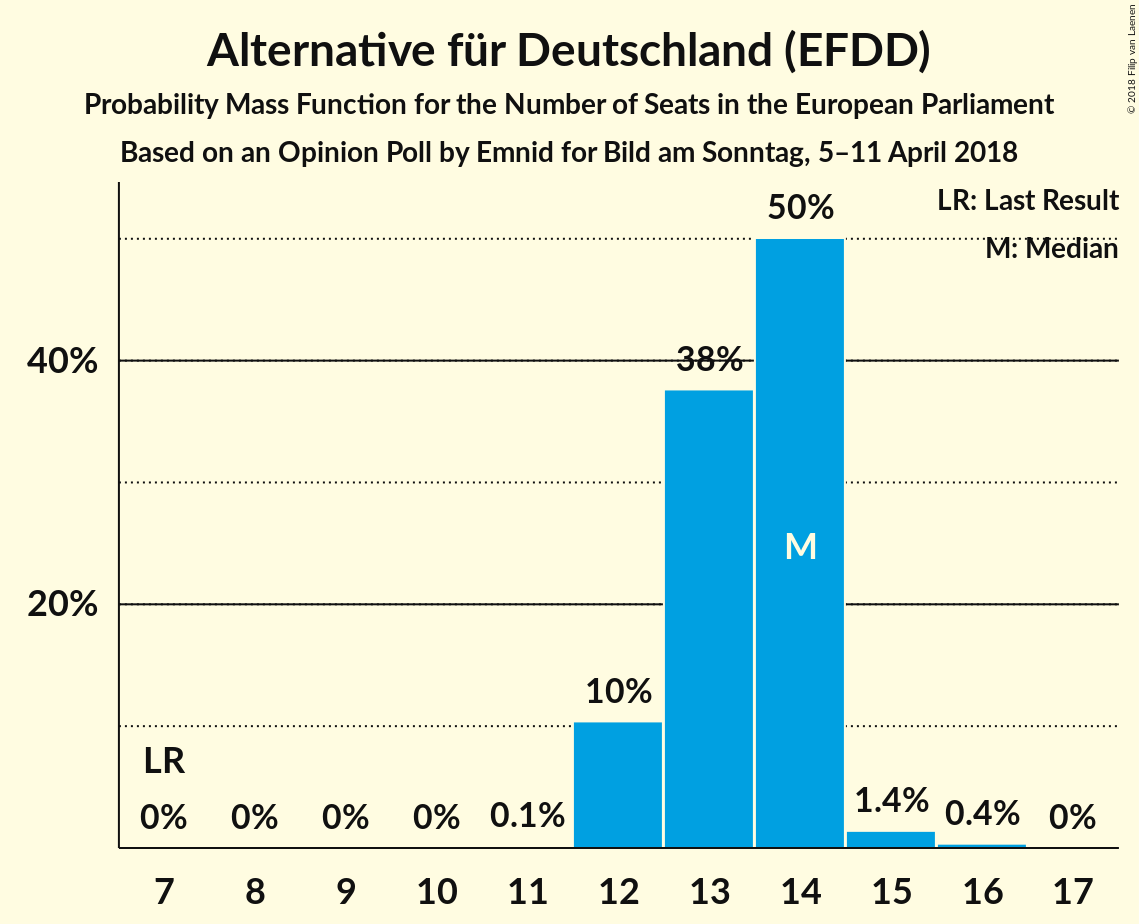 Alternative für Deutschland (EFDD)
Probability Mass Function for the Number of Seats in the European Parliament
Based on an Opinion Poll by Emnid for Bild am Sonntag, 5–11 April 2018
© 2018 Filip van Laenen
LR: Last Result
M: Median
50%
40%
38%
M
20%
10%
LR
0%
0%
0%
0%
0.1%
1.4%
0.4%
0%
7 8 9 10 11 12 13 14 15 16 17